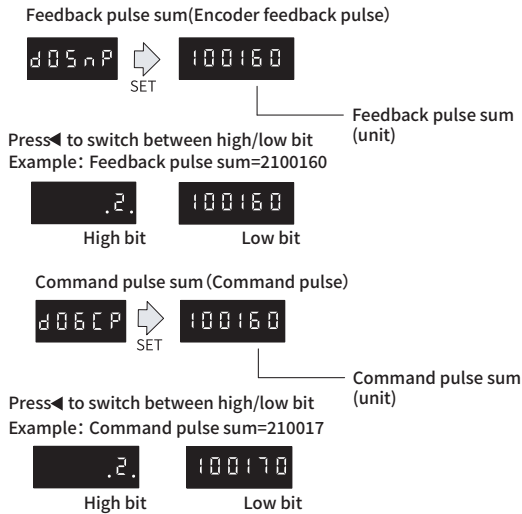 Feedback pulse sum(Encoder feedback pulse)
d05nP
100160
SET
Feedback pulse sum
(unit)
Press◀ to switch between high/low bit
Example: Feedback pulse sum=2100160
.2.
100160
High bit
Low bit
Command pulse sum(Command pulse)
d06CP
100160
SET
Command pulse sum
(unit)
Press◀ to switch between high/low bit
Example: Command pulse sum=210017
.2.
100170
High bit
Low bit